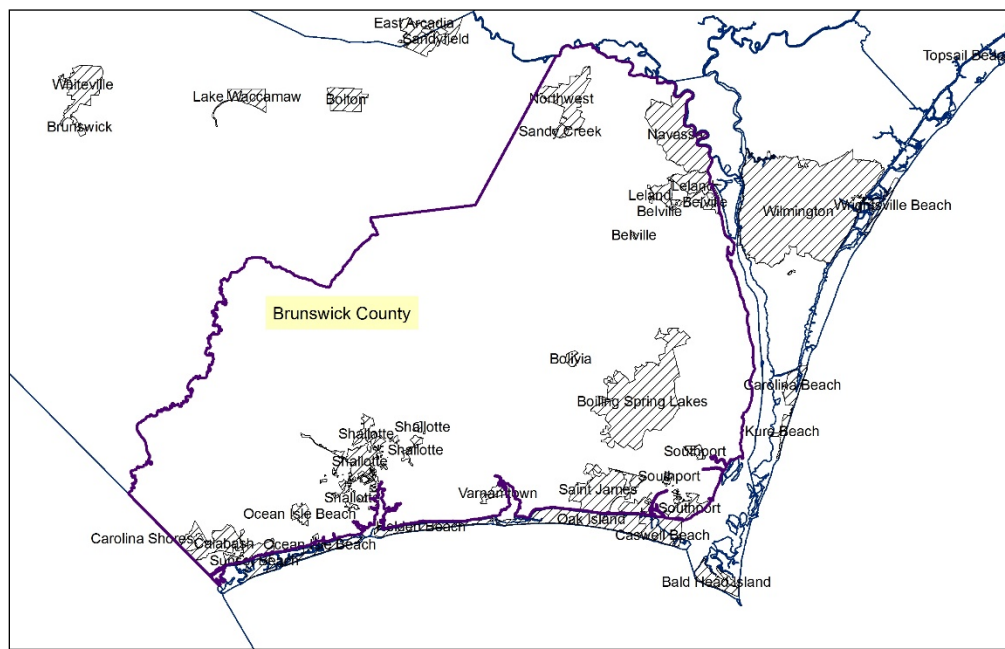 East Arcadia
Sandyfield
Topsail Beach
Whiteville
Lake Waccamaw
Bolton
Northwest
Brunswick
Sandy Creek
Navassa
Leland
Leland
Belville
Belville
Wilmington
Wrightsville Beach
Belville
Brunswick County
Bolivia
Carolina Beach
Boiling Spring Lakes
Shallotte
Shallotte
Kure Beach
Shallotte
Southport
Shallotte
Southport
Saint James
Varnamtown
Shallotte
Southport
Ocean Isle Beach
Oak Island
Holden Beach
Caswell Beach
Carolina Shores
Calabash
Ocean Isle Beach
Sunset Beach
Bald Head Island